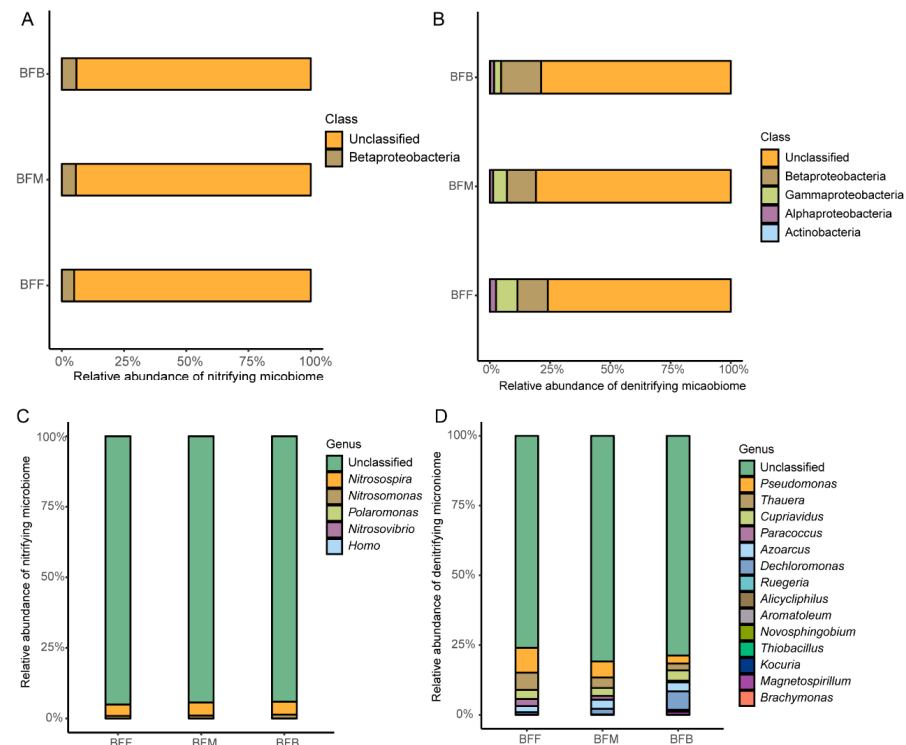 A
BFB
BFM
BFF
0%
25%
50%
75%
100%
Relative abundance of nitrifying micobiome
Class
Unclassified
Betaproteobacteria
B
BFB
BFM
BFF
0%
25%
50%
75%
100%
Relative abundance of denitrifying micaobiome
Class
Unclassified
Betaproteobacteria
Gammaproteobacteria
Alphaproteobacteria
Actinobacteria
C
Relative abundance of nitrifying microbiome
100%
75%
50%
25%
0%
BFF
BFM
BFB
Genus
Unclassified
Nitrosospira
Nitrosomonas
Polaromonas
Nitrosovibrio
Homo
D
Relative abundance of denitrifying microniome
100%
75%
50%
25%
0%
BFF
BFM
BFB
Genus
Unclassified
Pseudomonas
Thauera
Cupriavidus
Paracoccus
Azoarcus
Dechloromonas
Ruegeria
Alicycliphilus
Aromatoleum
Novosphingobium
Thiobacillus
Kocuria
Magnetospirillum
Brachymonas